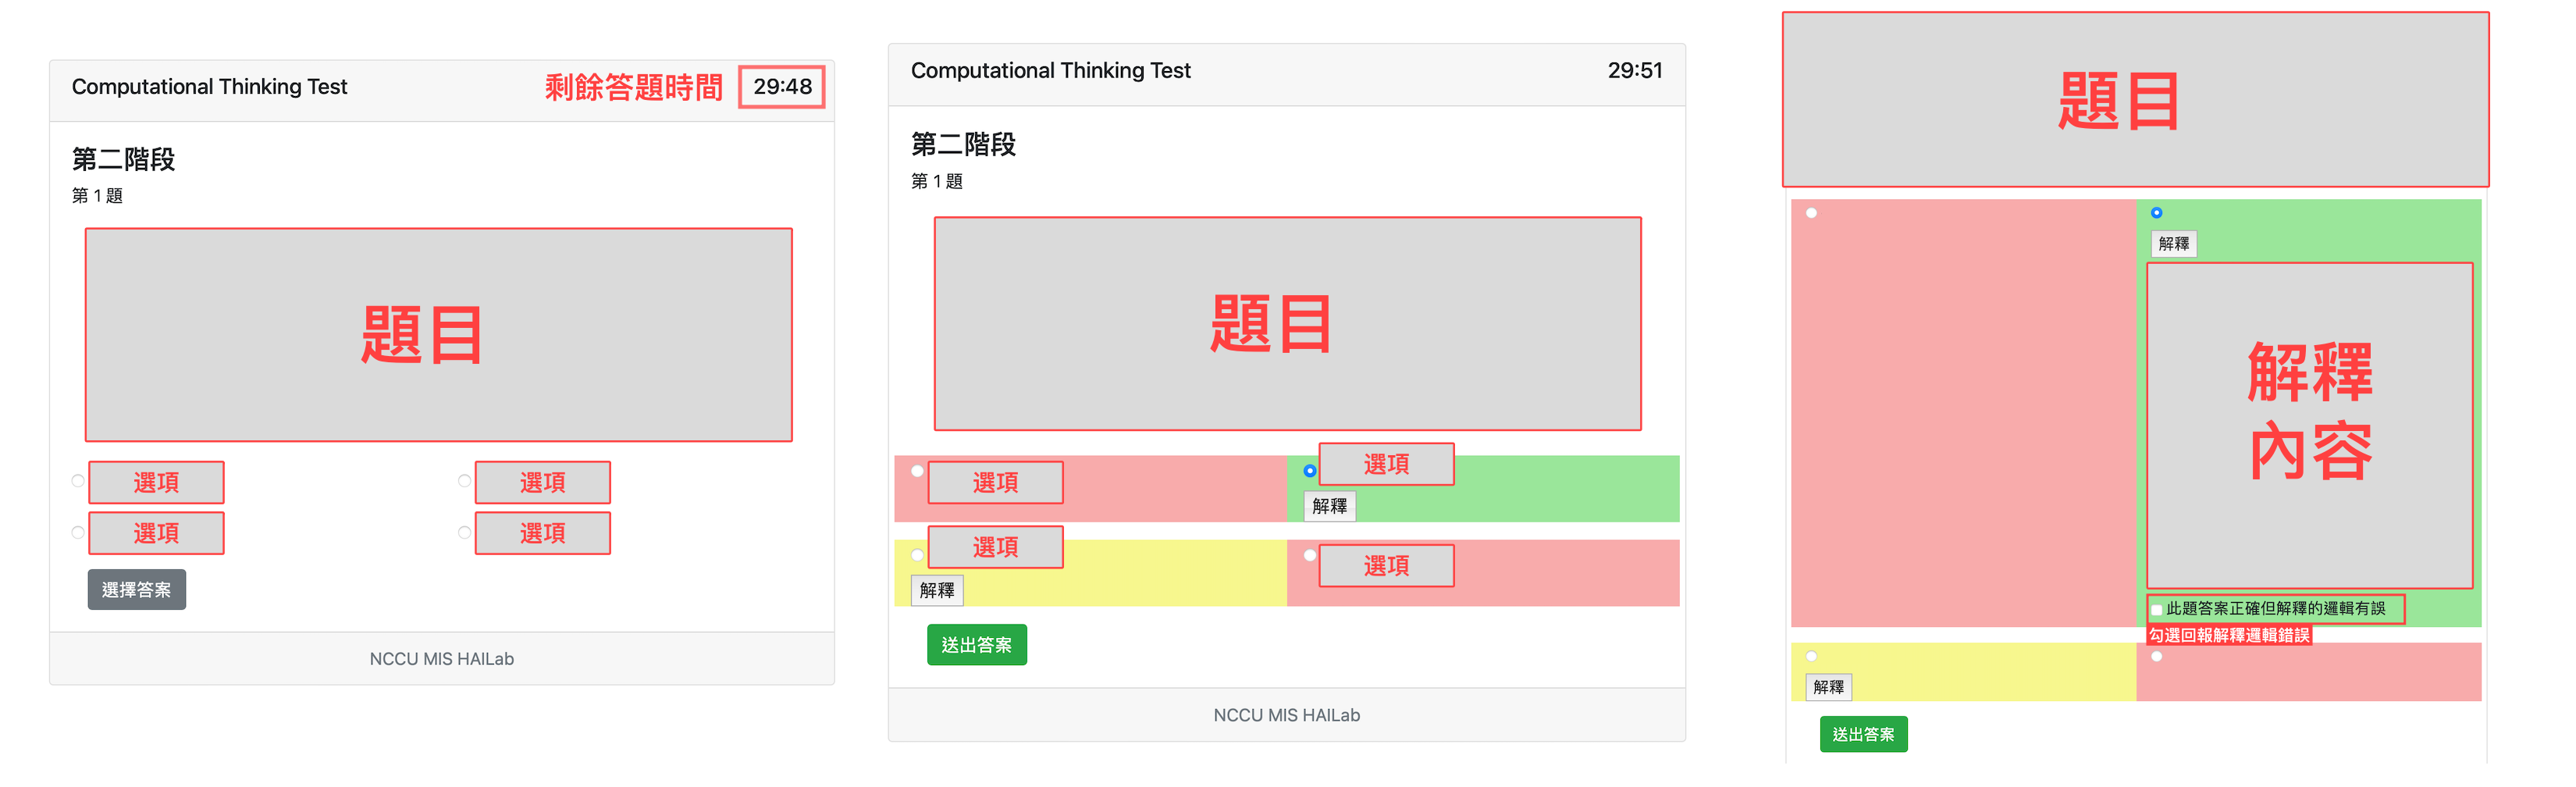 Computational Thinking Test
剩餘答題時間
29:48
第二階段
第 1 題
題目
選項
選項
選項
選項
選擇答案
NCCU MIS HAILab
Computational Thinking Test
29:51
第二階段
第 1 題
題目
選項
選項
解釋
選項
選項
解釋
送出答案
NCCU MIS HAILab
題目
解釋
解釋
內容
此題答案正確但解釋的邏輯有誤
勾選回報解釋邏輯錯誤
解釋
送出答案